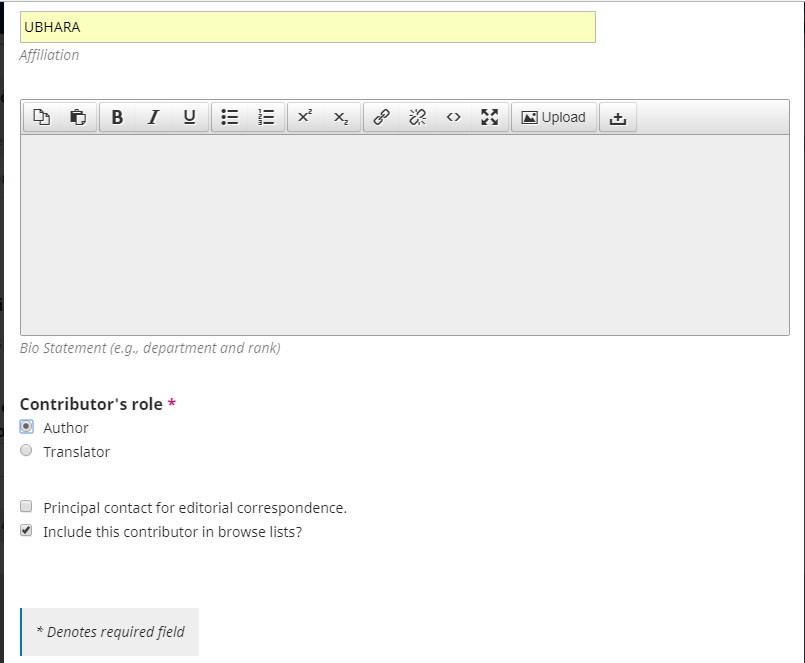 UBHARA
Affiliation
B I U x² x₂ <> Upload
Bio Statement (e.g., department and rank)
Contributor's role *
Author
Translator
Principal contact for editorial correspondence.
Include this contributor in browse lists?
* Denotes required field